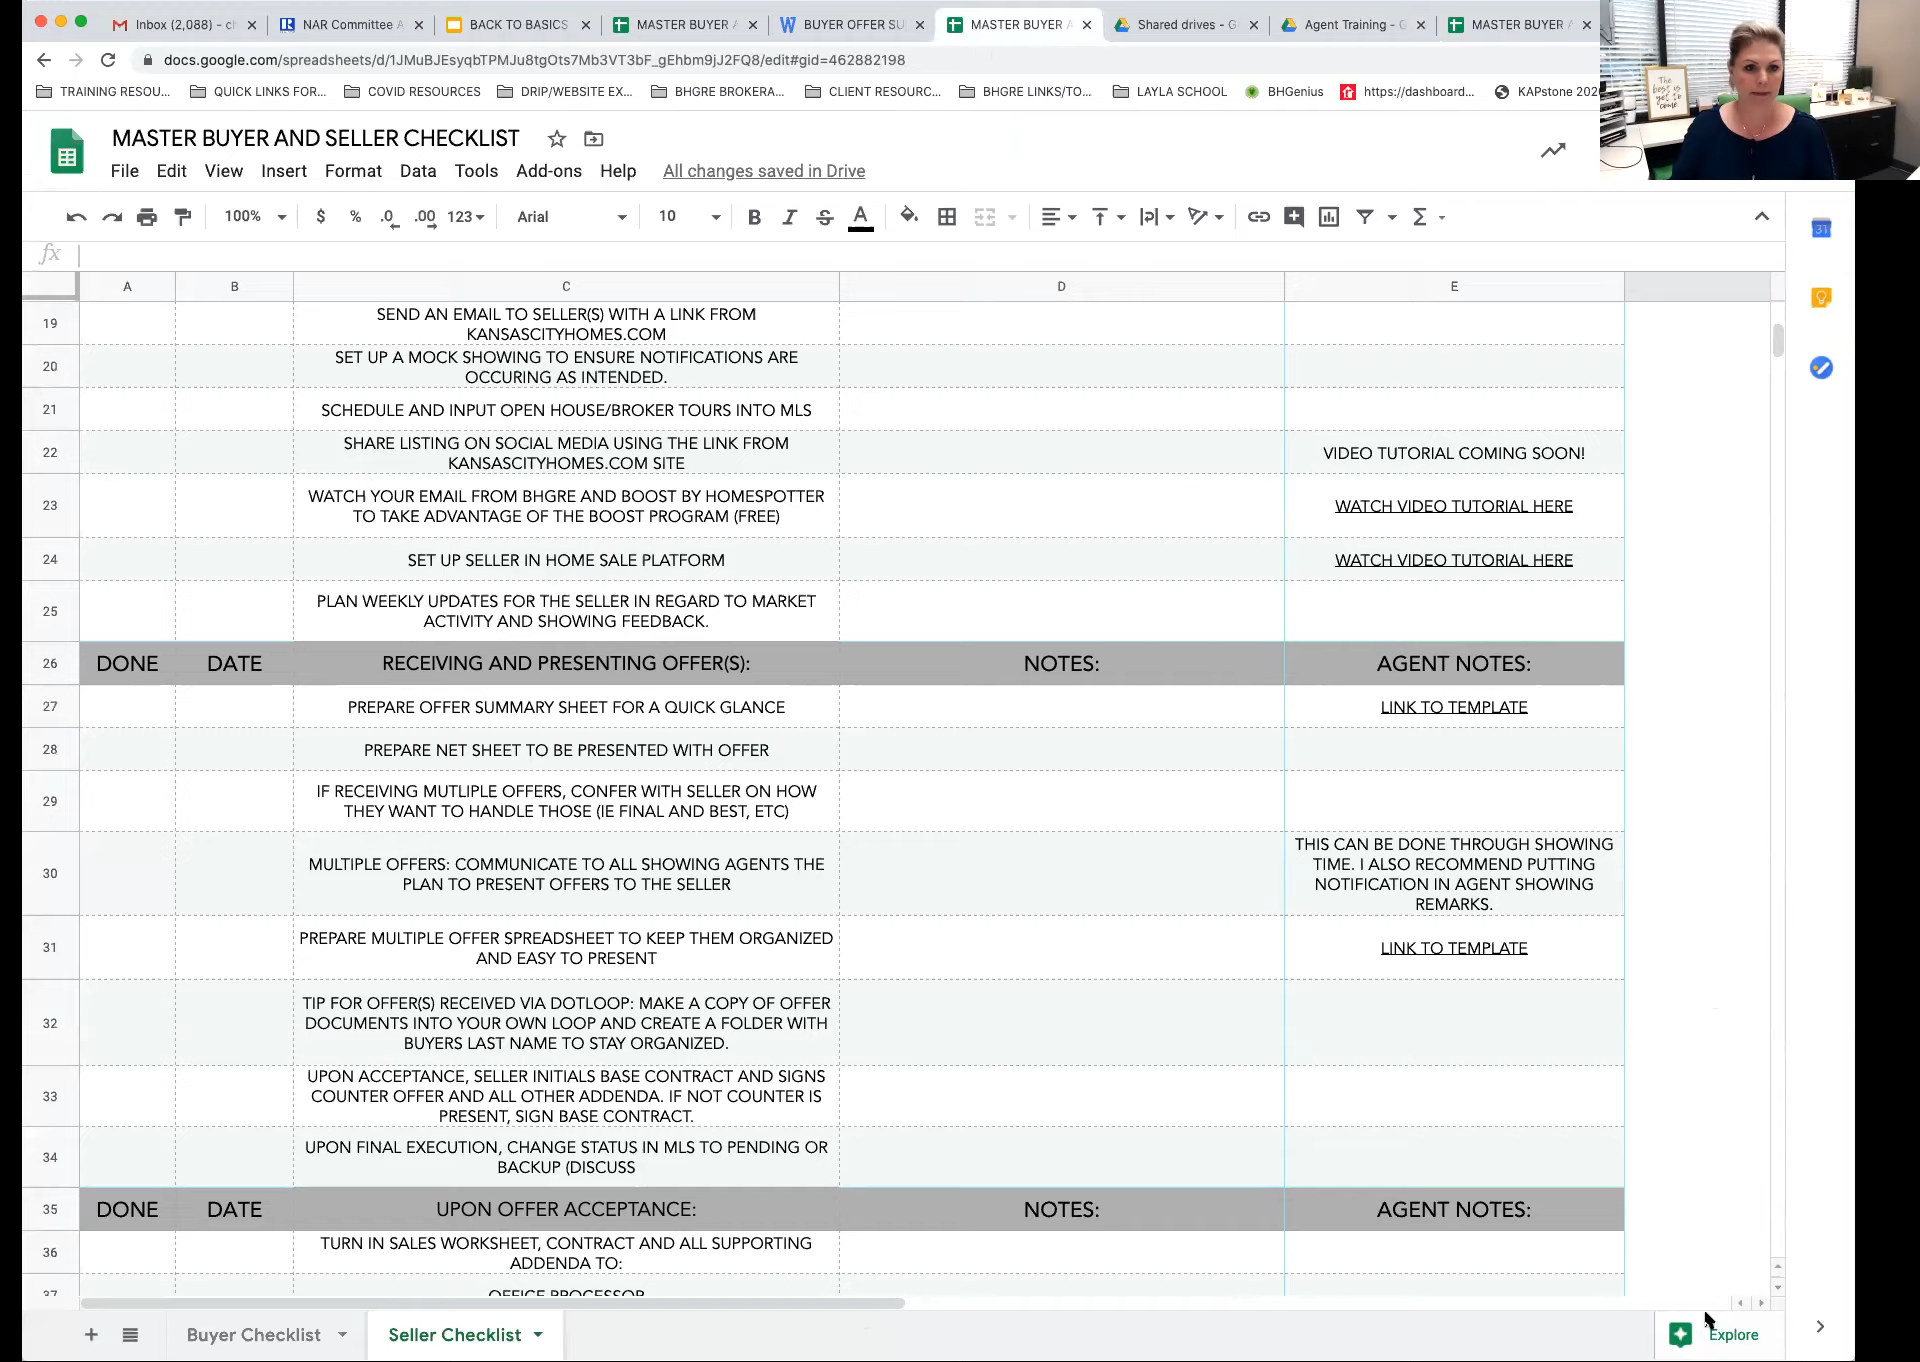 Inbox (2,088) - ch
NAR Committee A
BACK TO BASICS
MASTER BUYER A
BUYER OFFER SU
MASTER BUYER A
Shared drives - G
Agent Training - G
MASTER BUYER A
docs.google.com/spreadsheets/d/1JMuBJEsyqbTPMJu8tgOts7Mb3VT3bF_gEhbm9jJ2FQ8/edit#gid=462882198
TRAINING RESOU...
QUICK LINKS FOR...
COVID RESOURCES
DRIP/WEBSITE EX...
BHGRE BROKERA...
CLIENT RESOURC...
BHGRE LINKS/TO...
LAYLA SCHOOL
BHGenius
https://dashboard...
KAPstone 202
The best is yet to come
MASTER BUYER AND SELLER CHECKLIST
File Edit View Insert Format Data Tools Add-ons Help All changes saved in Drive
100% $ % .0 .00 123 Arial 10 B I S A Σ
31
fx
A B C D E
19 SEND AN EMAIL TO SELLER(S) WITH A LINK FROM
KANSASCITYHOMES.COM
20 SET UP A MOCK SHOWING TO ENSURE NOTIFICATIONS ARE
OCCURING AS INTENDED.
21 SCHEDULE AND INPUT OPEN HOUSE/BROKER TOURS INTO MLS
22 SHARE LISTING ON SOCIAL MEDIA USING THE LINK FROM
KANSASCITYHOMES.COM SITE
VIDEO TUTORIAL COMING SOON!
23 WATCH YOUR EMAIL FROM BHGRE AND BOOST BY HOMESPOTTER
TO TAKE ADVANTAGE OF THE BOOST PROGRAM (FREE)
WATCH VIDEO TUTORIAL HERE
24 SET UP SELLER IN HOME SALE PLATFORM WATCH VIDEO TUTORIAL HERE
25 PLAN WEEKLY UPDATES FOR THE SELLER IN REGARD TO MARKET
ACTIVITY AND SHOWING FEEDBACK.
26 DONE DATE RECEIVING AND PRESENTING OFFER(S): NOTES: AGENT NOTES:
27 PREPARE OFFER SUMMARY SHEET FOR A QUICK GLANCE LINK TO TEMPLATE
28 PREPARE NET SHEET TO BE PRESENTED WITH OFFER
29 IF RECEIVING MUTLIPLE OFFERS, CONFER WITH SELLER ON HOW
THEY WANT TO HANDLE THOSE (IE FINAL AND BEST, ETC)
30 MULTIPLE OFFERS: COMMUNICATE TO ALL SHOWING AGENTS THE
PLAN TO PRESENT OFFERS TO THE SELLER
THIS CAN BE DONE THROUGH SHOWING
TIME. I ALSO RECOMMEND PUTTING
NOTIFICATION IN AGENT SHOWING
REMARKS.
31 PREPARE MULTIPLE OFFER SPREADSHEET TO KEEP THEM ORGANIZED
AND EASY TO PRESENT
LINK TO TEMPLATE
32 TIP FOR OFFER(S) RECEIVED VIA DOTLOOP: MAKE A COPY OF OFFER
DOCUMENTS INTO YOUR OWN LOOP AND CREATE A FOLDER WITH
BUYERS LAST NAME TO STAY ORGANIZED.
33 UPON ACCEPTANCE, SELLER INITIALS BASE CONTRACT AND SIGNS
COUNTER OFFER AND ALL OTHER ADDENDA. IF NOT COUNTER IS
PRESENT, SIGN BASE CONTRACT.
34 UPON FINAL EXECUTION, CHANGE STATUS IN MLS TO PENDING OR
BACKUP (DISCUSS
35 DONE DATE UPON OFFER ACCEPTANCE: NOTES: AGENT NOTES:
36 TURN IN SALES WORKSHEET, CONTRACT AND ALL SUPPORTING
ADDENDA TO:
37 OFFICE PROCESSOR
Buyer Checklist Seller Checklist Explore